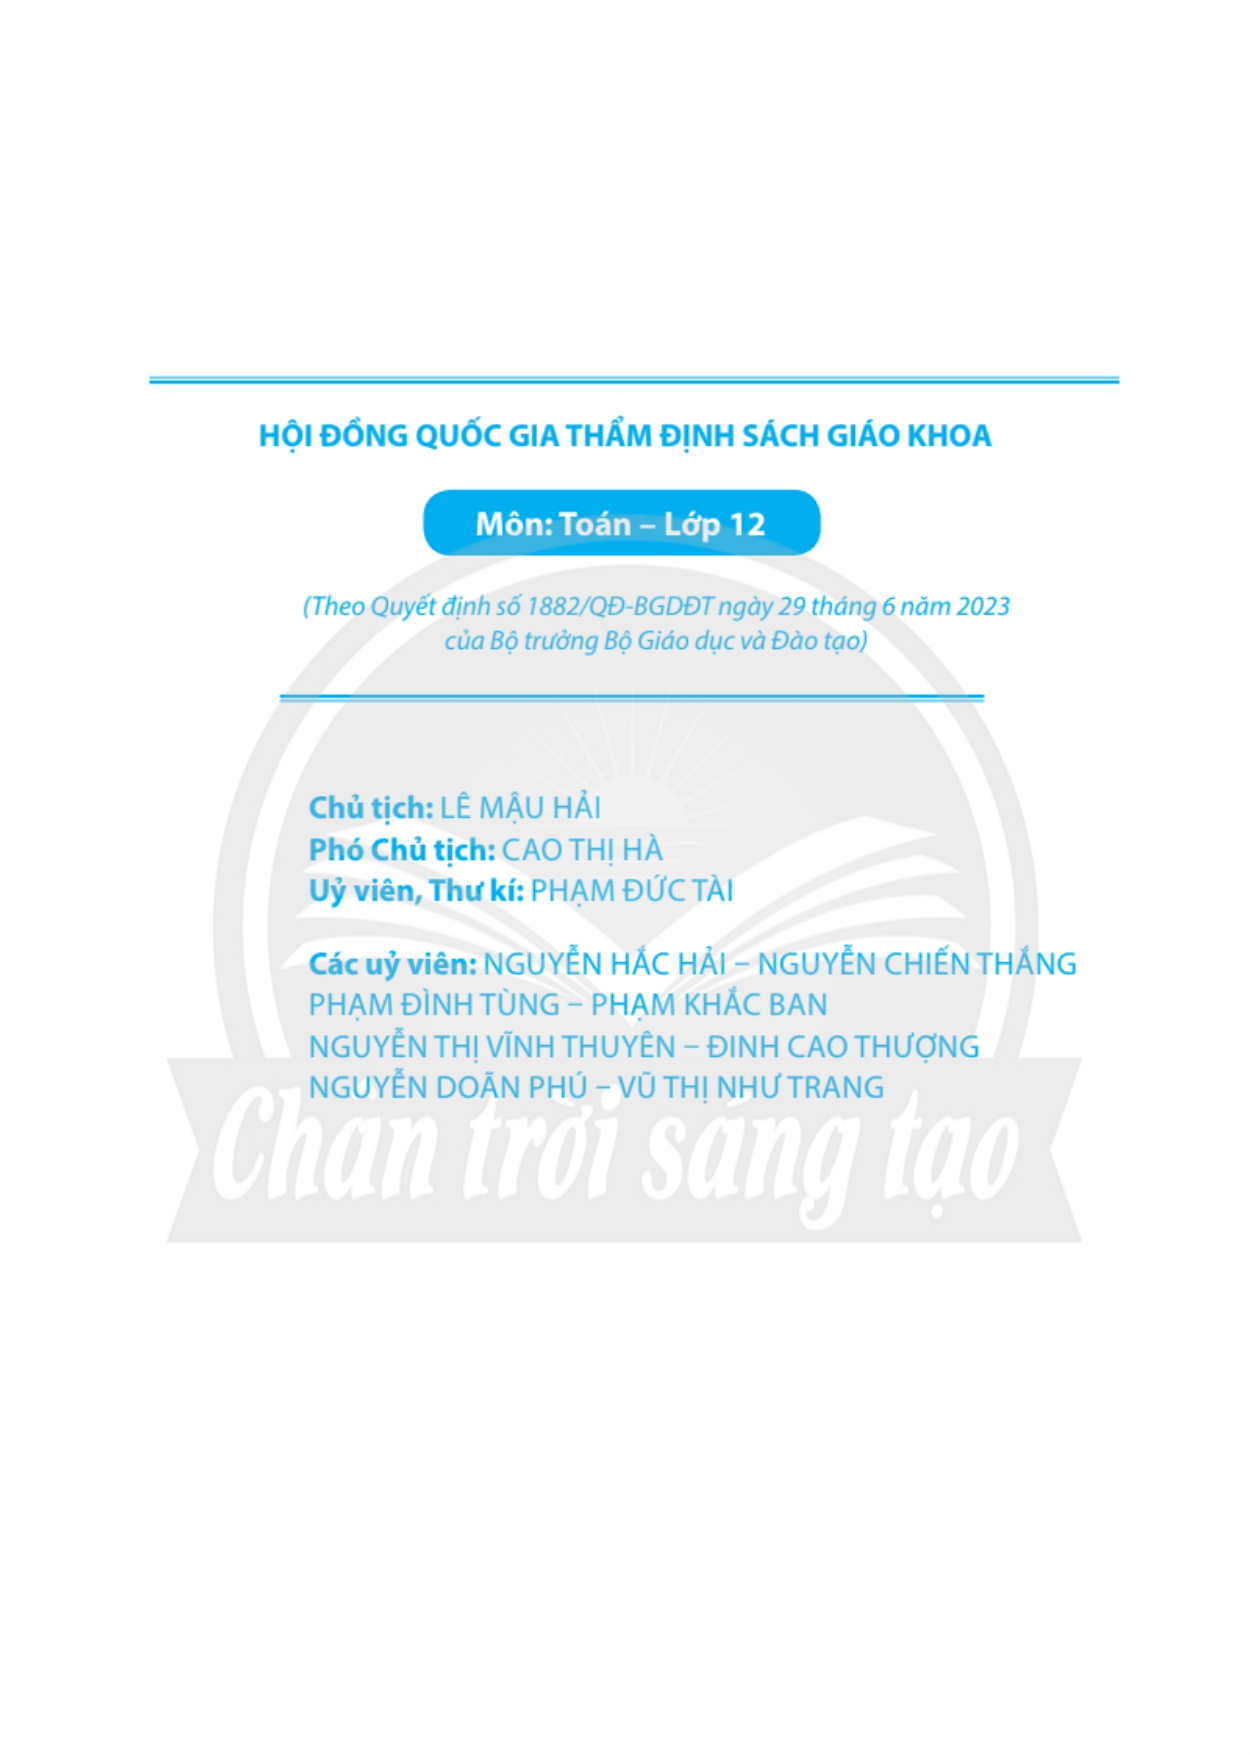 HỘI ĐỒNG QUỐC GIA THẨM ĐỊNH SÁCH GIÁO KHOA
Môn: Toán – Lớp 12
(Theo Quyết định số 1882/QĐ-BGDĐT ngày 29 tháng 6 năm 2023
của Bộ trưởng Bộ Giáo dục và Đào tạo)
Chủ tịch: LÊ MẬU HẢI
Phó Chủ tịch: CAO THỊ HÀ
Uỷ viên, Thư kí: PHẠM ĐỨC TÀI
Các uỷ viên: NGUYỄN HẮC HẢI – NGUYỄN CHIẾN THẮNG
PHẠM ĐÌNH TÙNG – PHẠM KHẮC BAN
NGUYỄN THỊ VĨNH THUYÊN – ĐINH CAO THƯỢNG
NGUYỄN DOÃN PHÚ – VŨ THỊ NHƯ TRANG
Chân trời sáng tạo